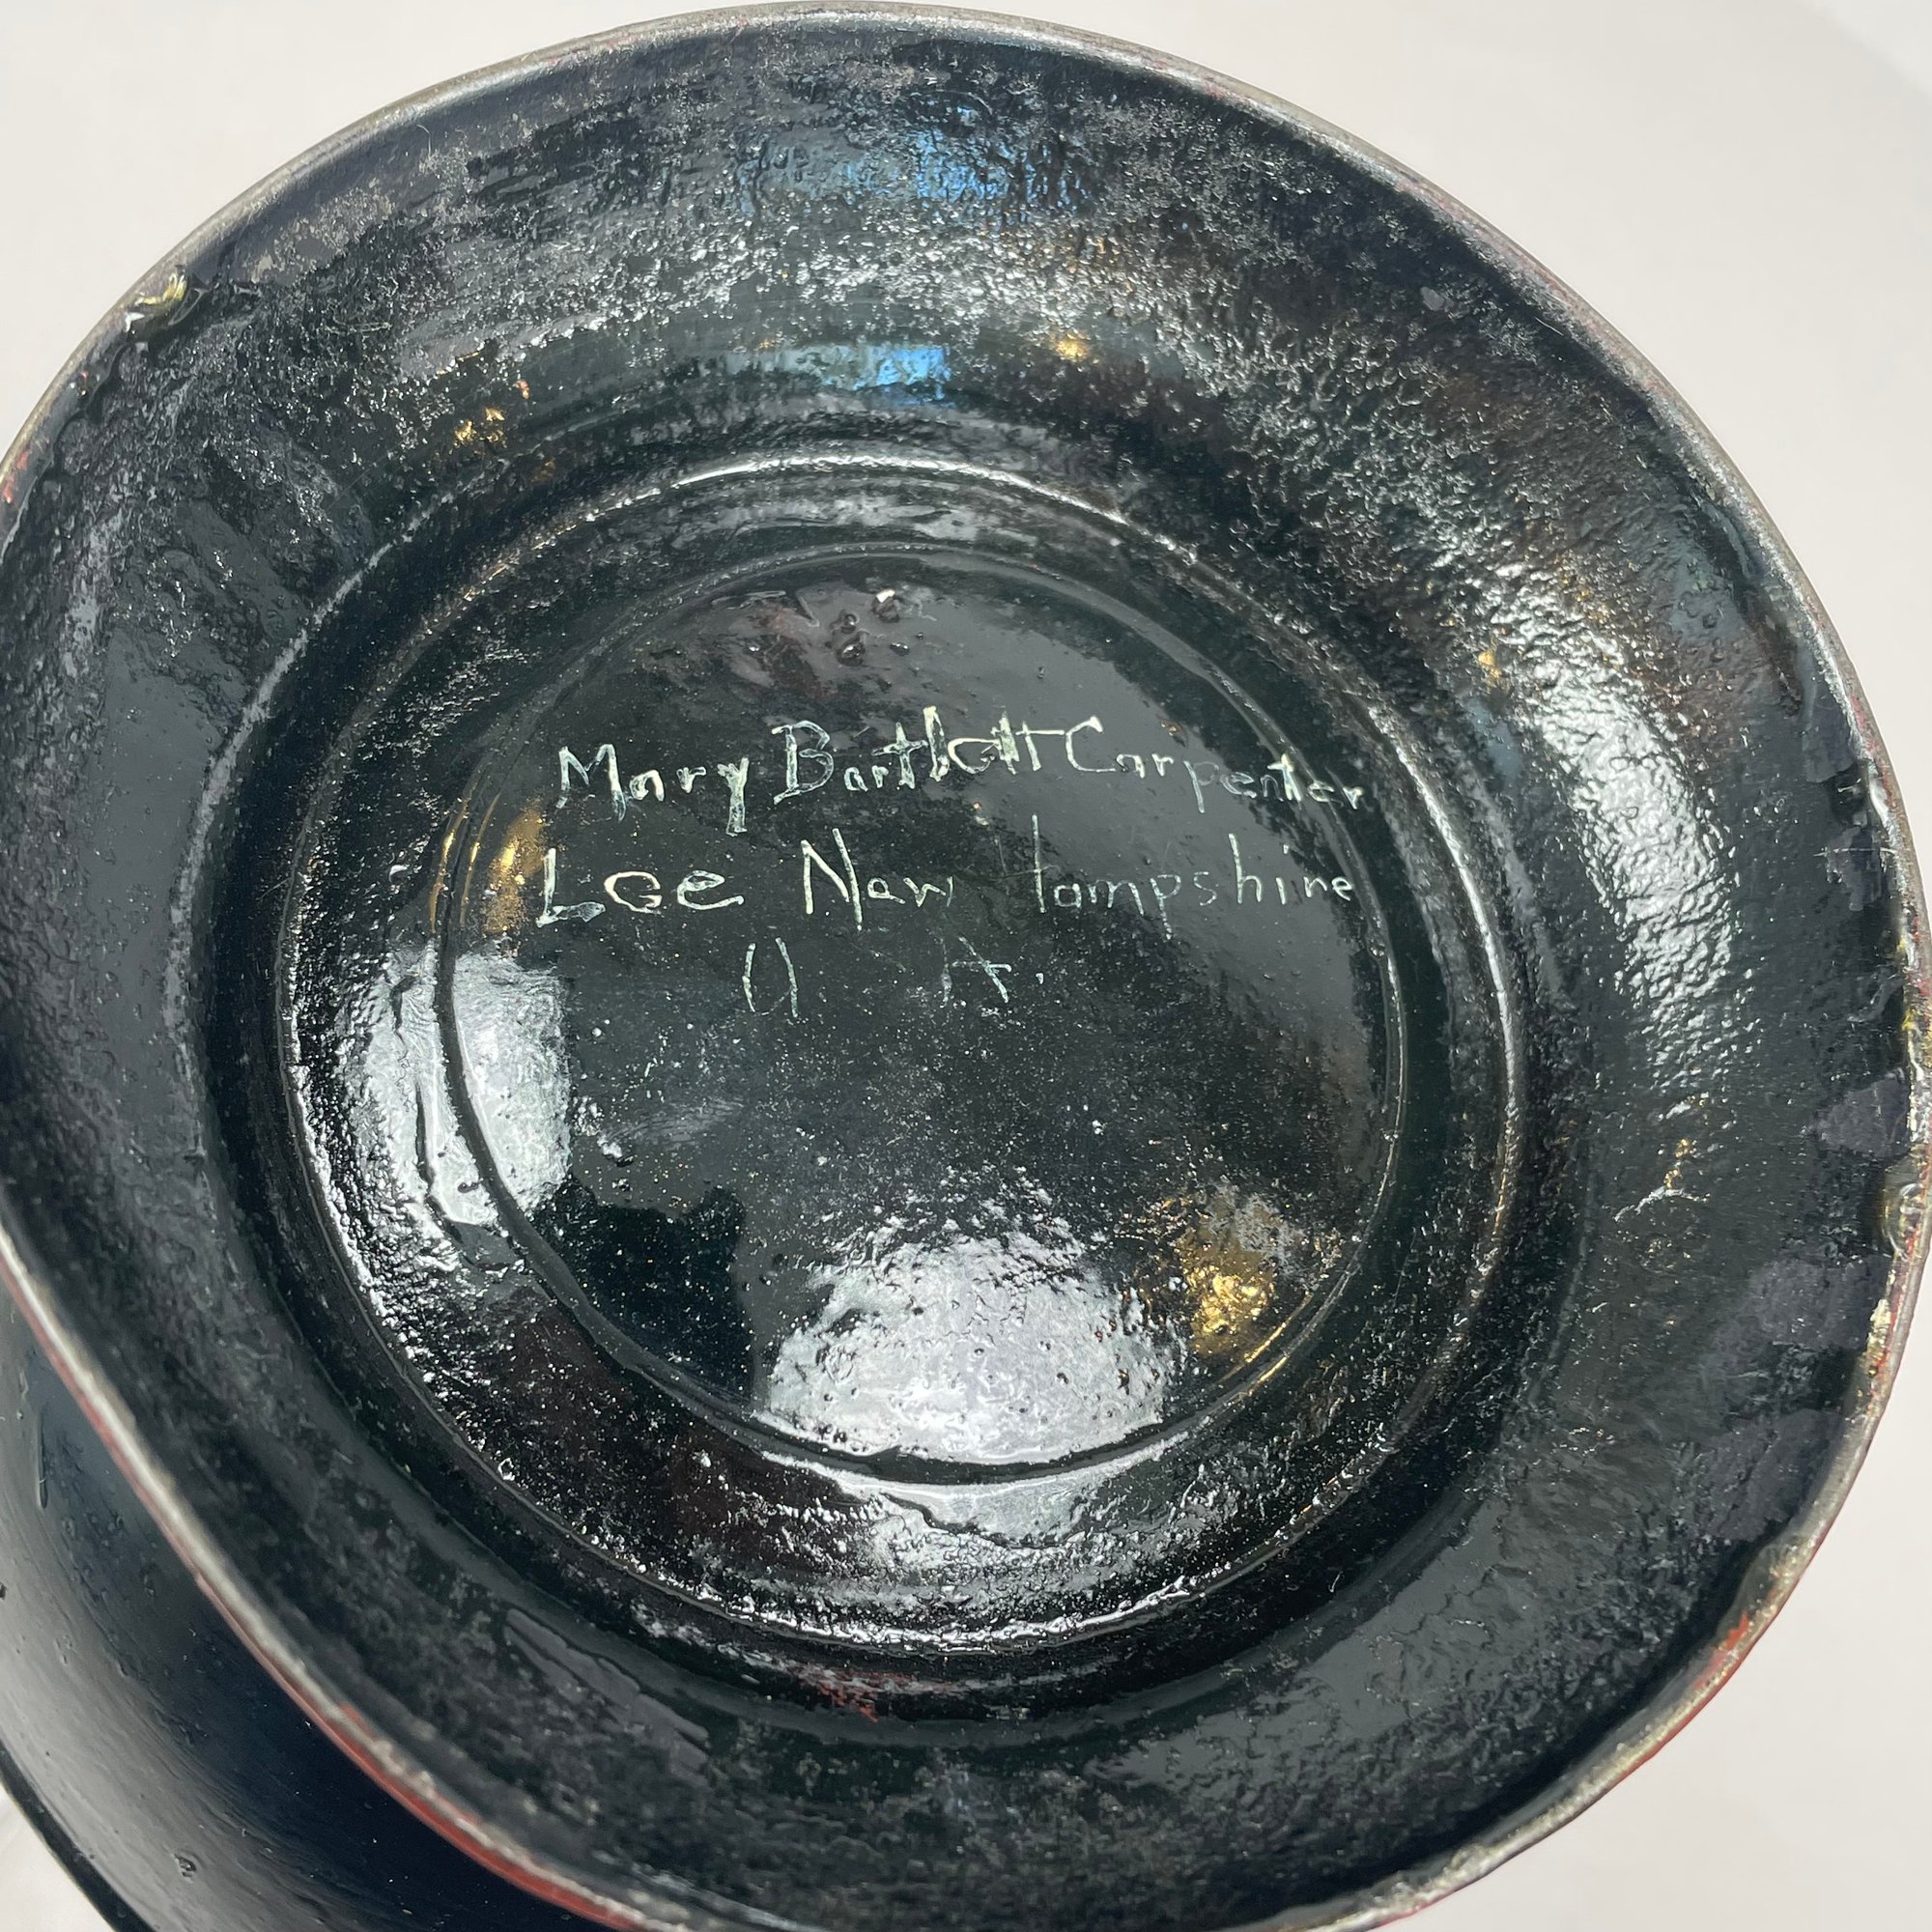 Mary Bartlett Carpenter
Lee New Hampshire
U. A.